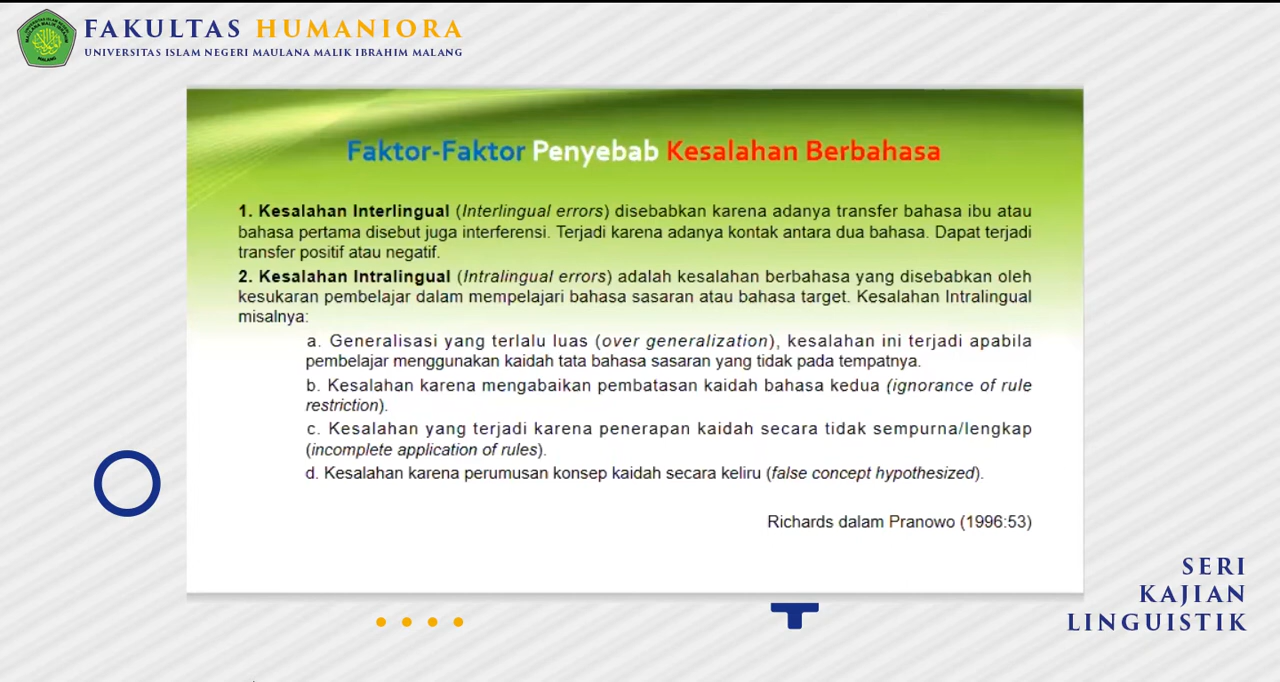 FAKULTAS HUMANIORA
UNIVERSITAS ISLAM NEGERI MAULANA MALIK IBRAHIM MALANG
Faktor-Faktor Penyebab Kesalahan Berbahasa
1. Kesalahan Interlingual (Interlingual errors) disebabkan karena adanya transfer bahasa ibu atau
bahasa pertama disebut juga interferensi. Terjadi karena adanya kontak antara dua bahasa. Dapat terjadi
transfer positif atau negatif.
2. Kesalahan Intralingual (Intralingual errors) adalah kesalahan berbahasa yang disebabkan oleh
kesukaran pembelajar dalam mempelajari bahasa sasaran atau bahasa target. Kesalahan Intralingual
misalnya:
a. Generalisasi yang terlalu luas (over generalization), kesalahan ini terjadi apabila
pembelajar menggunakan kaidah tata bahasa sasaran yang tidak pada tempatnya.
b. Kesalahan karena mengabaikan pembatasan kaidah bahasa kedua (ignorance of rule
restriction).
c. Kesalahan yang terjadi karena penerapan kaidah secara tidak sempurna/lengkap
(incomplete application of rules).
d. Kesalahan karena perumusan konsep kaidah secara keliru (false concept hypothesized).
Richards dalam Pranowo (1996:53)
SERI
KAJIAN
LINGUISTIK